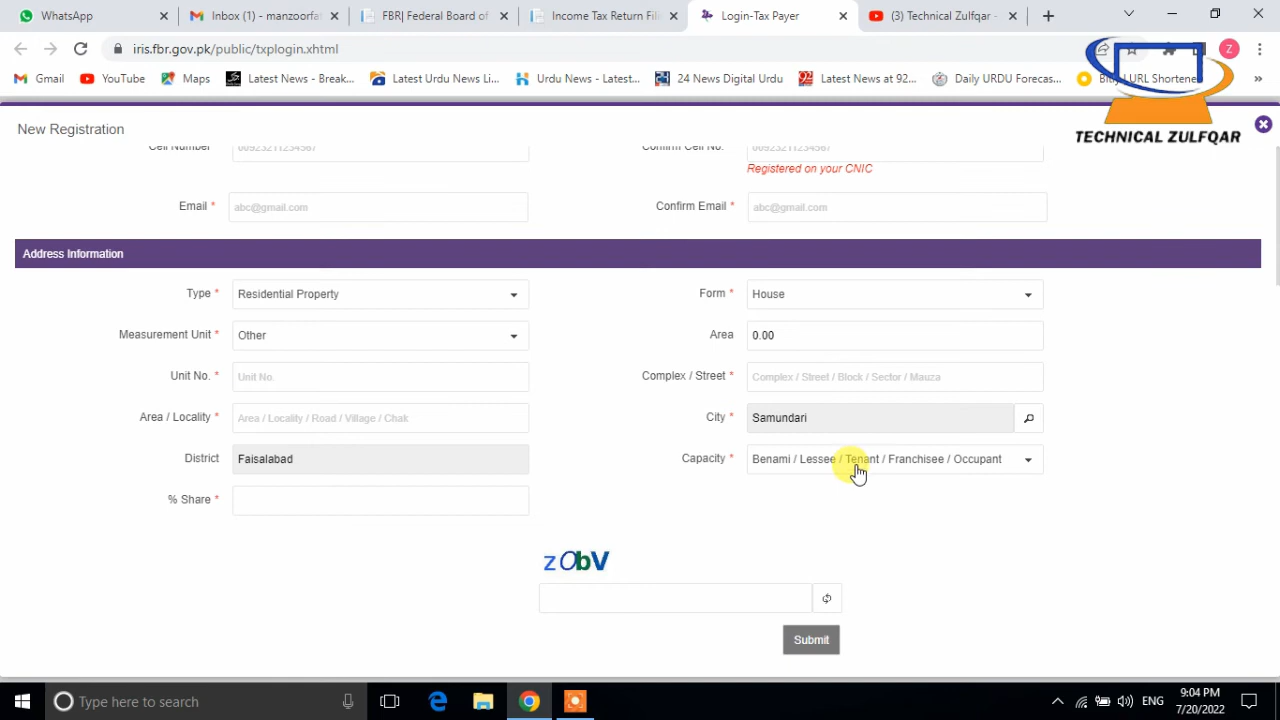 WhatsApp
Inbox (1) - manzoorfa
FBR| Federal Board of
Income Tax Return Fili
Login-Tax Payer
(3) Technical Zulfqar -
iris.fbr.gov.pk/public/txplogin.xhtml
Z
Gmail
YouTube
Maps
Latest News - Break...
Latest Urdu News Li...
Urdu News - Latest...
24 News Digital Urdu
Latest News at 92...
Daily URDU Forecas...
URL Shortene
TECHNICAL ZULFQAR
New Registration
Cell Number
00923211234567
Confirm Cell No.
00923211234567
Registered on your CNIC
Email *
abc@gmail.com
Confirm Email *
abc@gmail.com
Address Information
Type *
Residential Property
Form *
House
Measurement Unit *
Other
Area
0.00
Unit No. *
Unit No.
Complex / Street *
Complex / Street / Block / Sector / Mauza
Area / Locality *
Area / Locality / Road / Village / Chak
City *
Samundari
District
Faisalabad
Capacity *
Benami / Lessee / Tenant / Franchisee / Occupant
% Share *
zObV
Submit
Type here to search
ENG
9:04 PM
7/20/2022